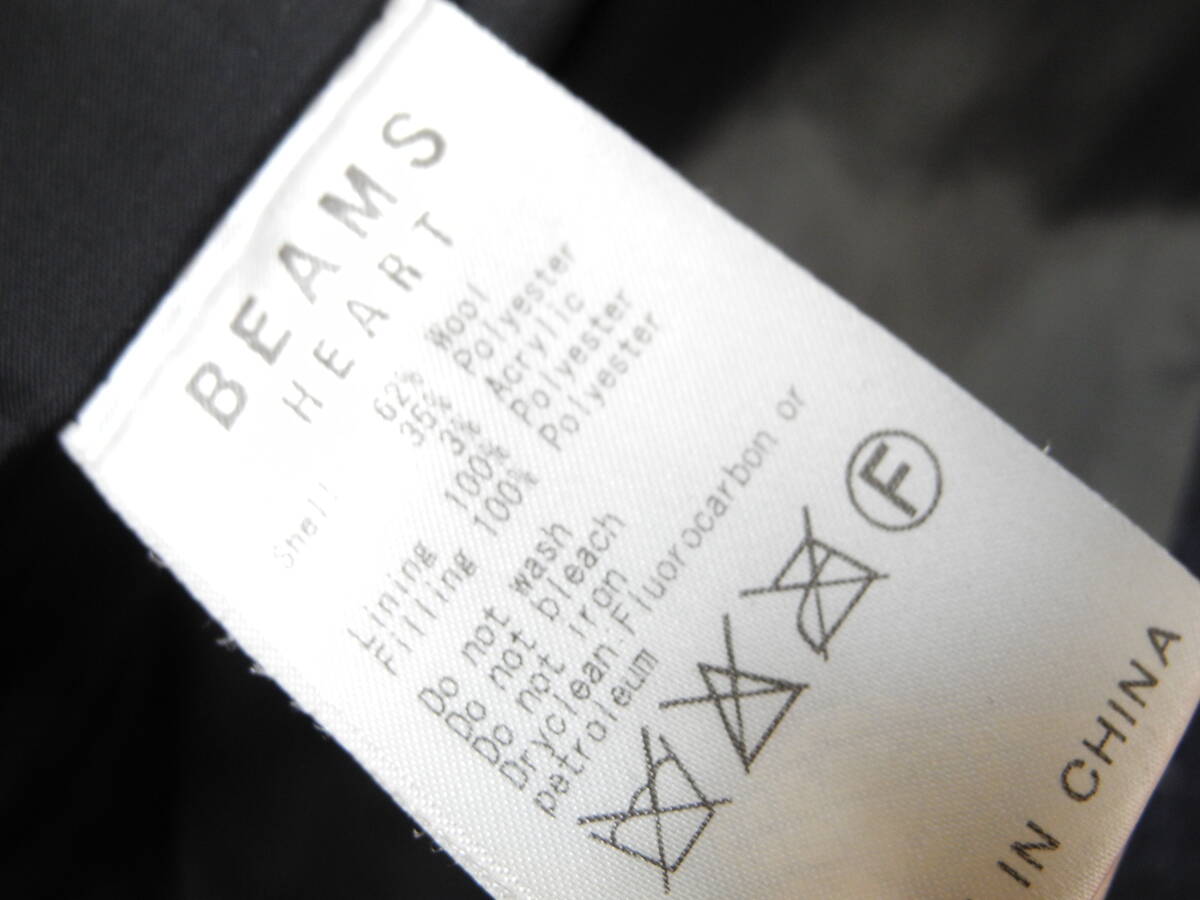 BEAMS
HEART
Shell 62% Wool
35% Polyester
3% Acrylic
Lining 100% Polyester
Filling 100% Polyester
Do not wash
Do not bleach
Do not iron
Dryclean.Fluorocarbon or
petroleum
F
IN CHINA